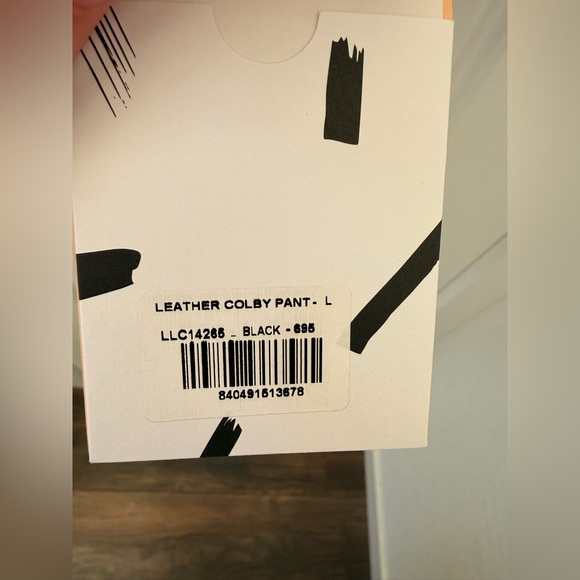 LEATHER COLBY PANT - L
LLC14265 _ BLACK - 695
840491513678